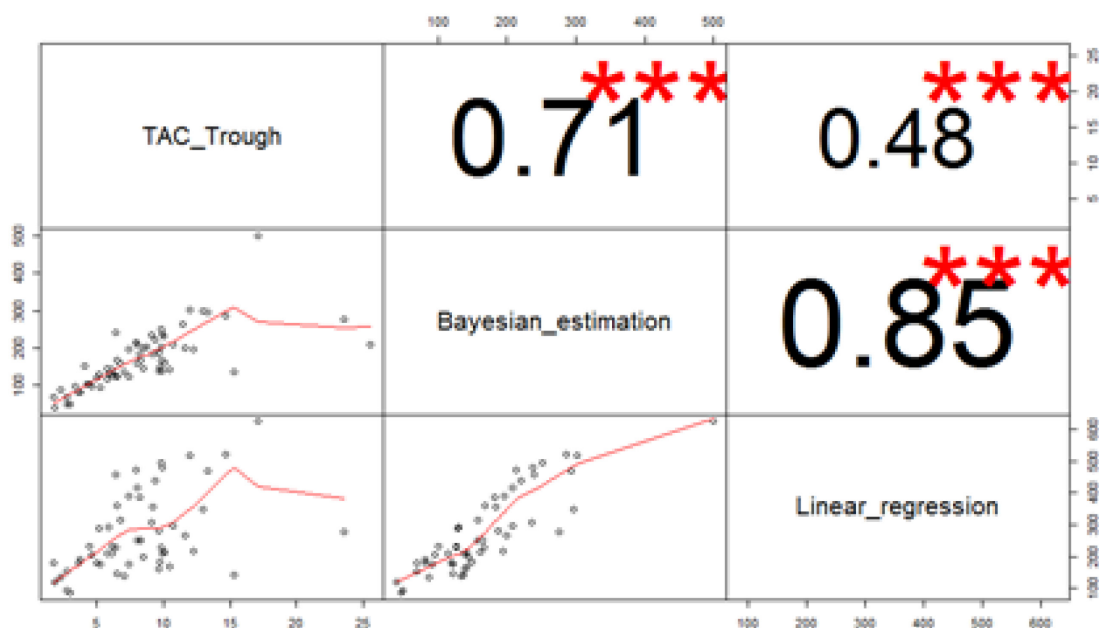 100 200 300 400 500
TAC_Trough
0.71
***
0.48
***
5 10 15 20 25
100 200 300 400 500
Bayesian_estimation
0.85
***
Linear_regression
100 200 300 400 500 600
5 10 15 20 25
100 200 300 400 500 600